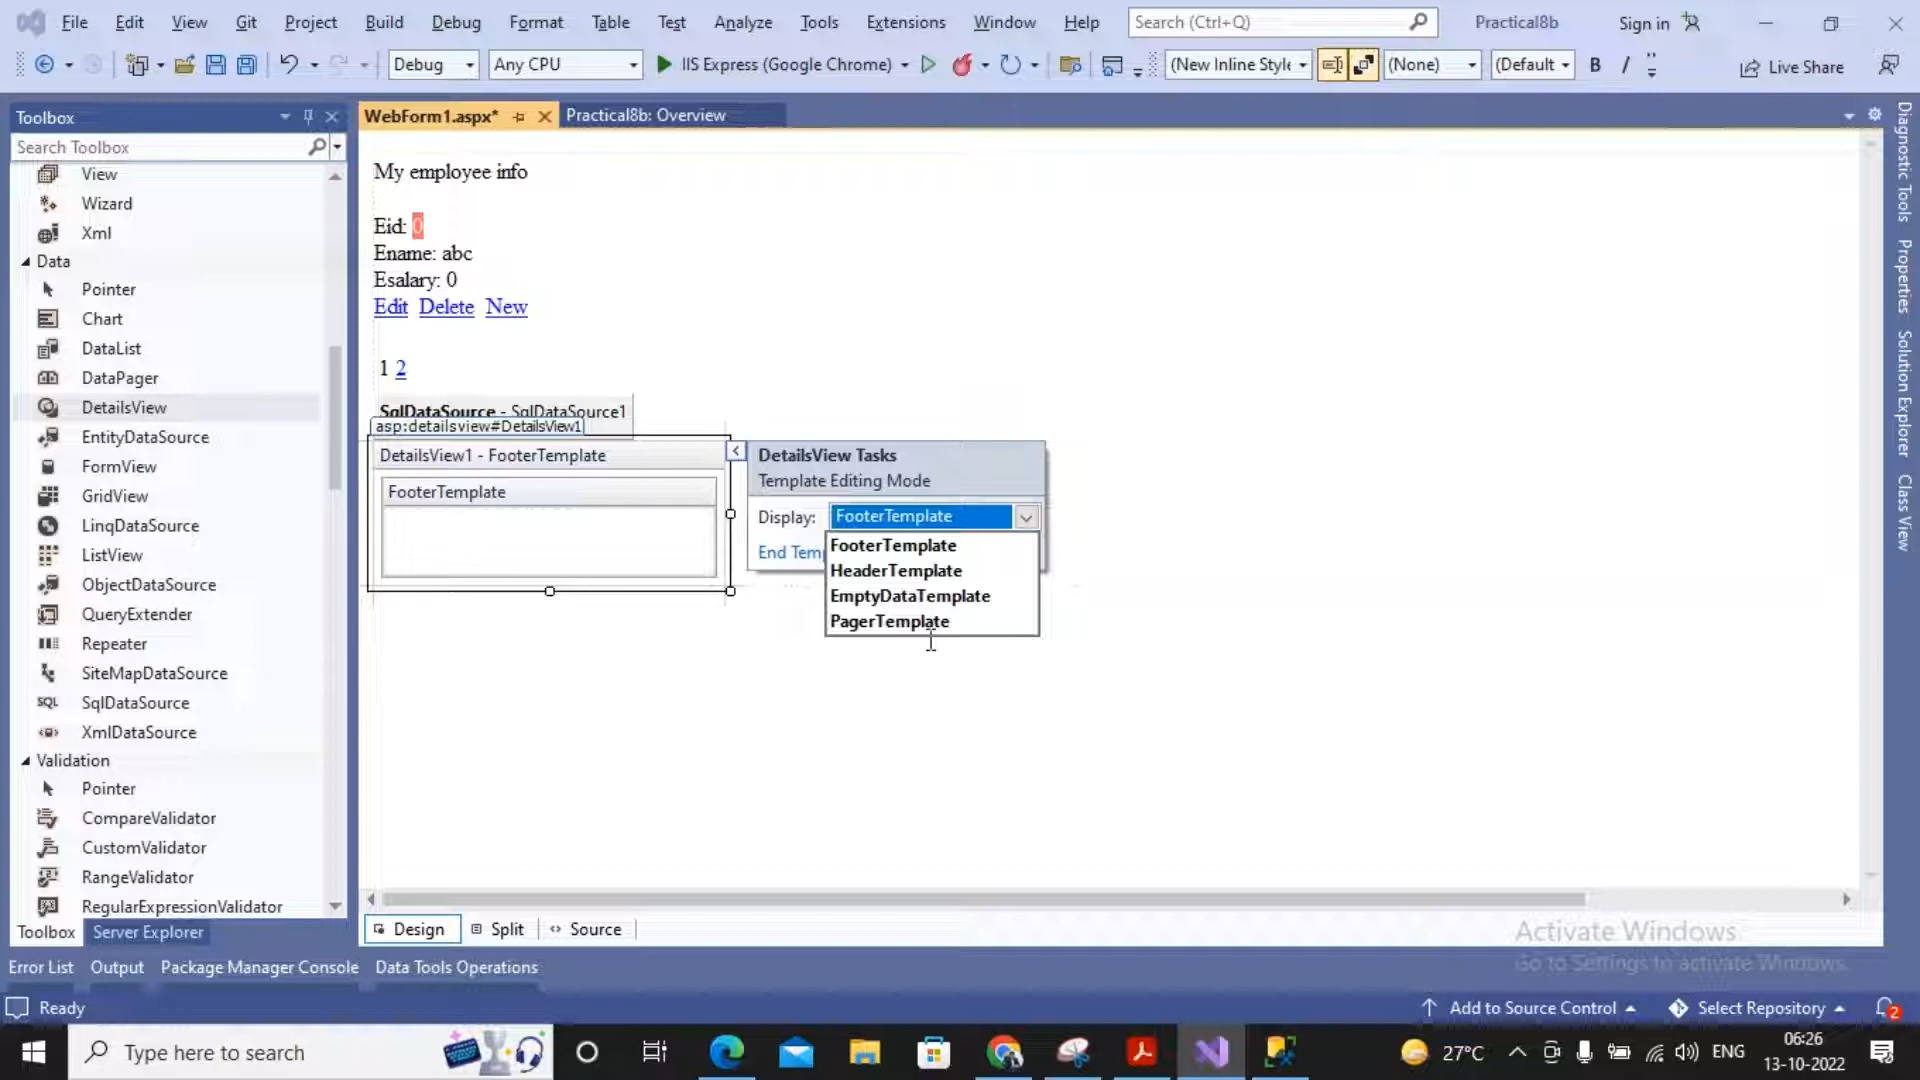 File Edit View Git Project Build Debug Format Table Test Analyze Tools Extensions Window Help Search (Ctrl+Q) Practical8b Sign in
Debug Any CPU IIS Express (Google Chrome) (New Inline Style (None) (Default B I Live Share
Toolbox
Search Toolbox
View
Wizard
Xml
Data
Pointer
Chart
DataList
DataPager
DetailsView
EntityDataSource
FormView
GridView
LinqDataSource
ListView
ObjectDataSource
QueryExtender
Repeater
SiteMapDataSource
SQL SqlDataSource
XmlDataSource
Validation
Pointer
CompareValidator
CustomValidator
RangeValidator
RegularExpressionValidator
Toolbox Server Explorer
WebForm1.aspx* Practical8b: Overview
My employee info
Eid: 0
Ename: abc
Esalary: 0
Edit Delete New
1 2
SqlDataSource - SqlDataSource1
asp:detailsview#DetailsView1
DetailsView1 - FooterTemplate
FooterTemplate
DetailsView Tasks
Template Editing Mode
Display: FooterTemplate
End Temp
FooterTemplate
HeaderTemplate
EmptyDataTemplate
PagerTemplate
Design Split Source
Diagnostic Tools
Properties
Solution Explorer
Class View
Activate Windows
Go to Settings to activate Windows.
Error List Output Package Manager Console Data Tools Operations
Ready Add to Source Control Select Repository 2
Type here to search 27°C ENG 06:26
13-10-2022